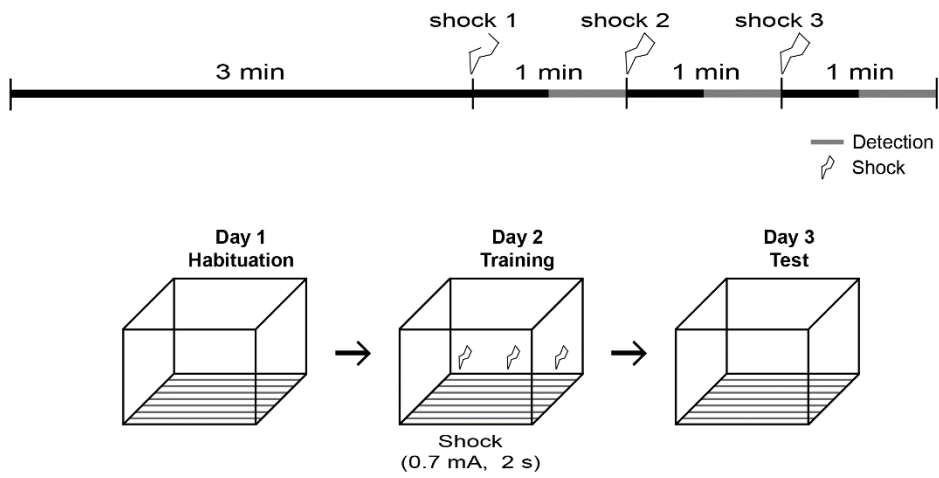 shock 1 shock 2 shock 3
3 min 1 min 1 min 1 min
Detection
Shock
Day 1
Habituation
Day 2
Training
Day 3
Test
Shock
(0.7 mA, 2 s)